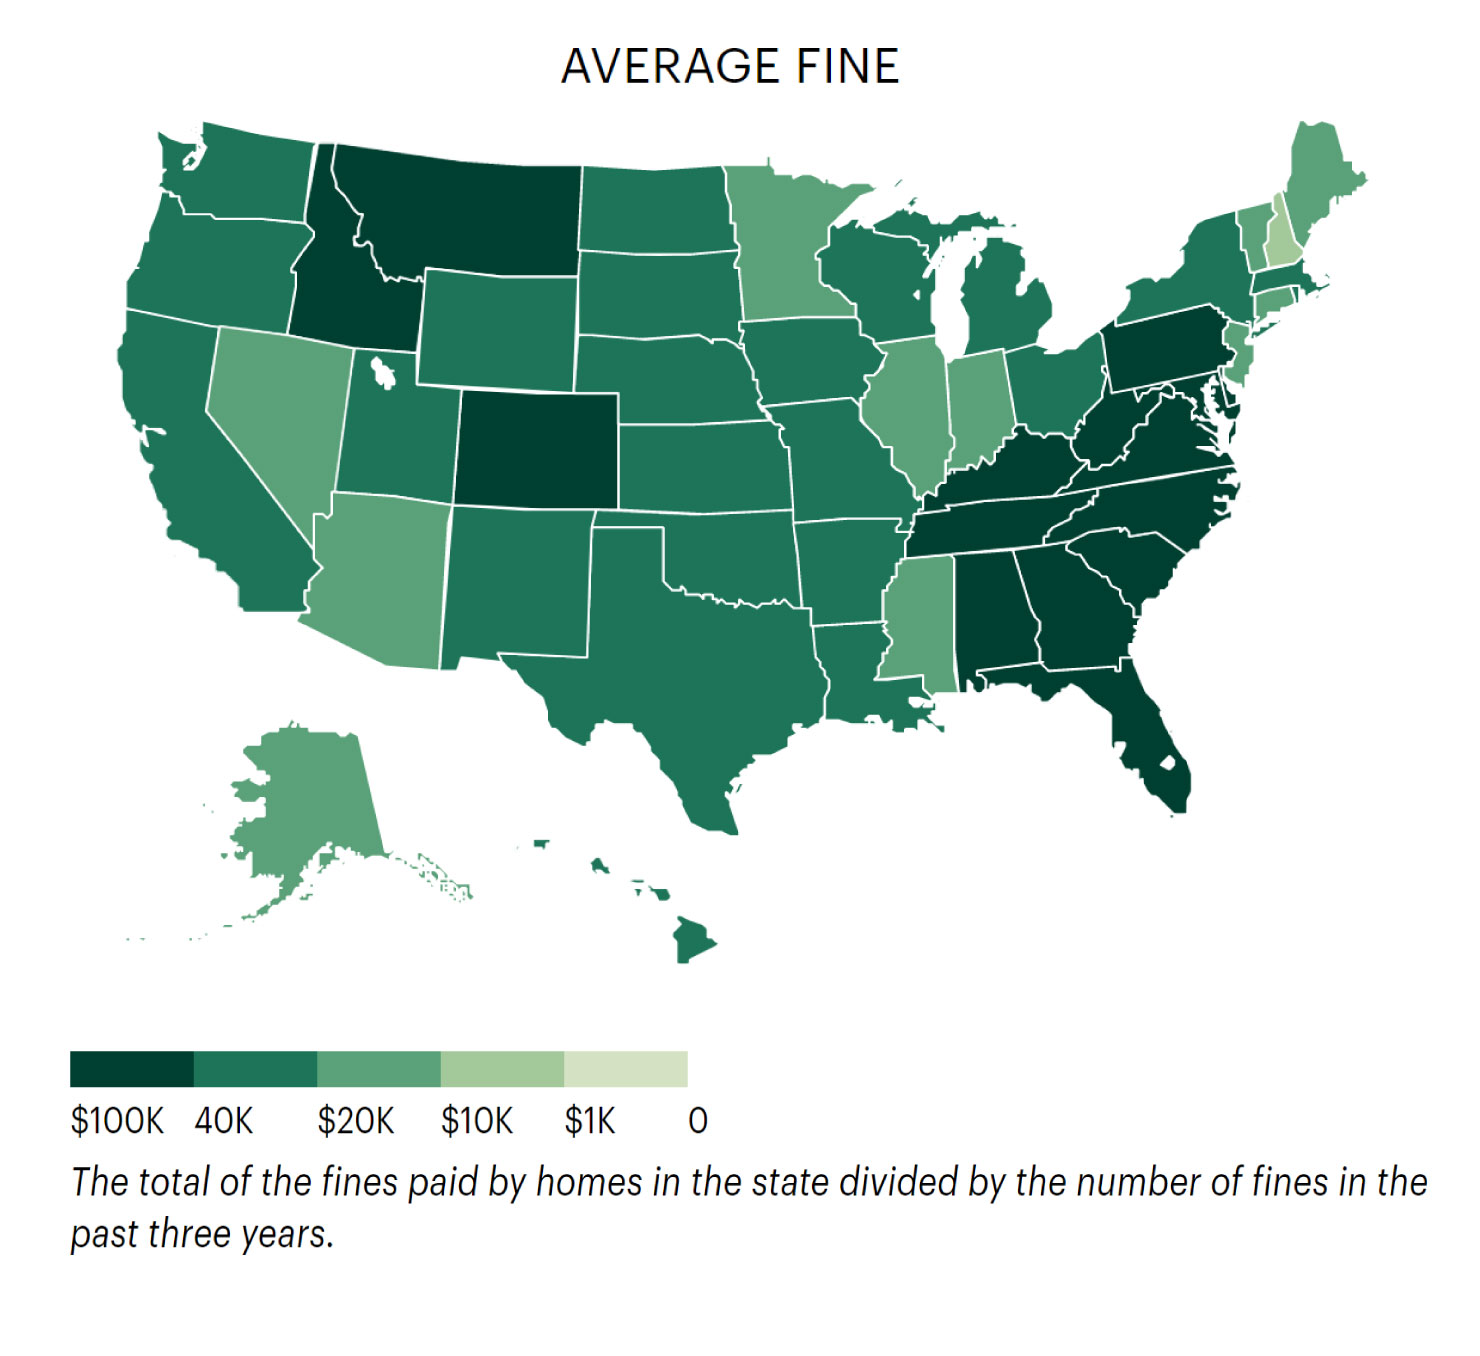 AVERAGE FINE
$100K 40K $20K $10K $1K 0
The total of the fines paid by homes in the state divided by the number of fines in the
past three years.